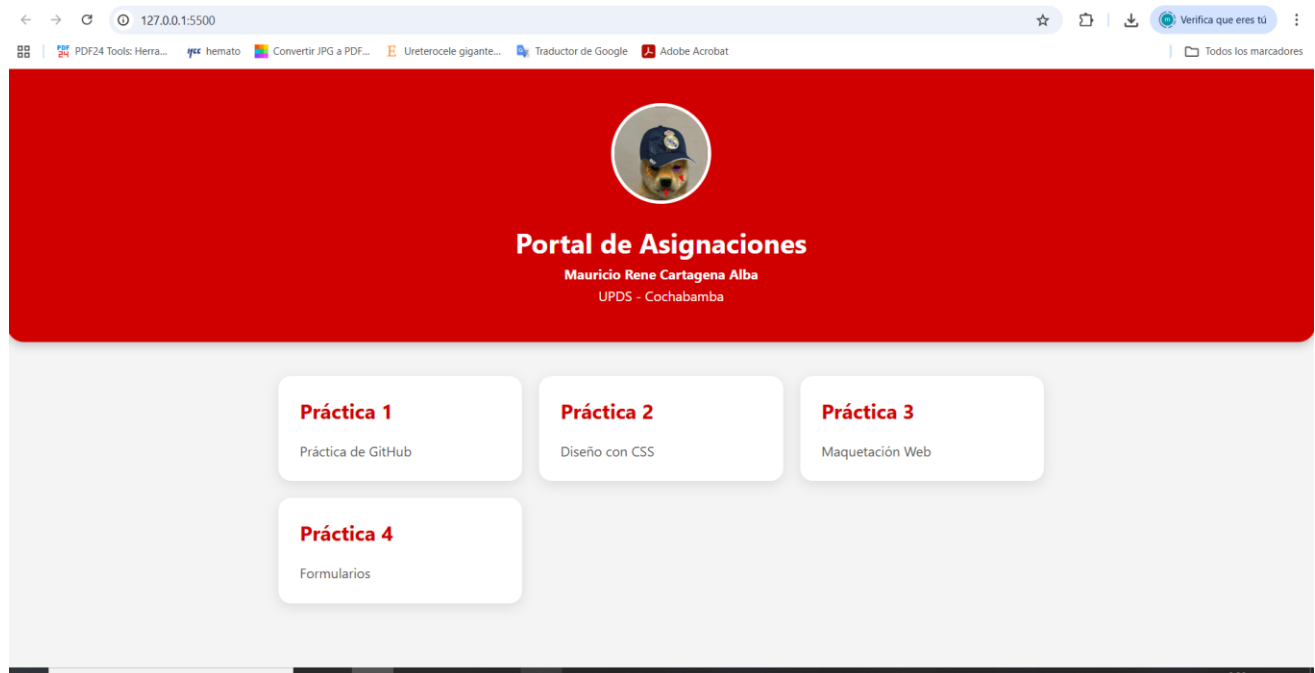 127.0.0.1:5500
Verifica que eres tú
PDF24 Tools: Herra...
hemato
Convertir JPG a PDF...
Ureterocele gigante...
Traductor de Google
Adobe Acrobat
Todos los marcadores
Portal de Asignaciones
Mauricio Rene Cartagena Alba
UPDS - Cochabamba
Práctica 1
Práctica de GitHub
Práctica 2
Diseño con CSS
Práctica 3
Maquetación Web
Práctica 4
Formularios